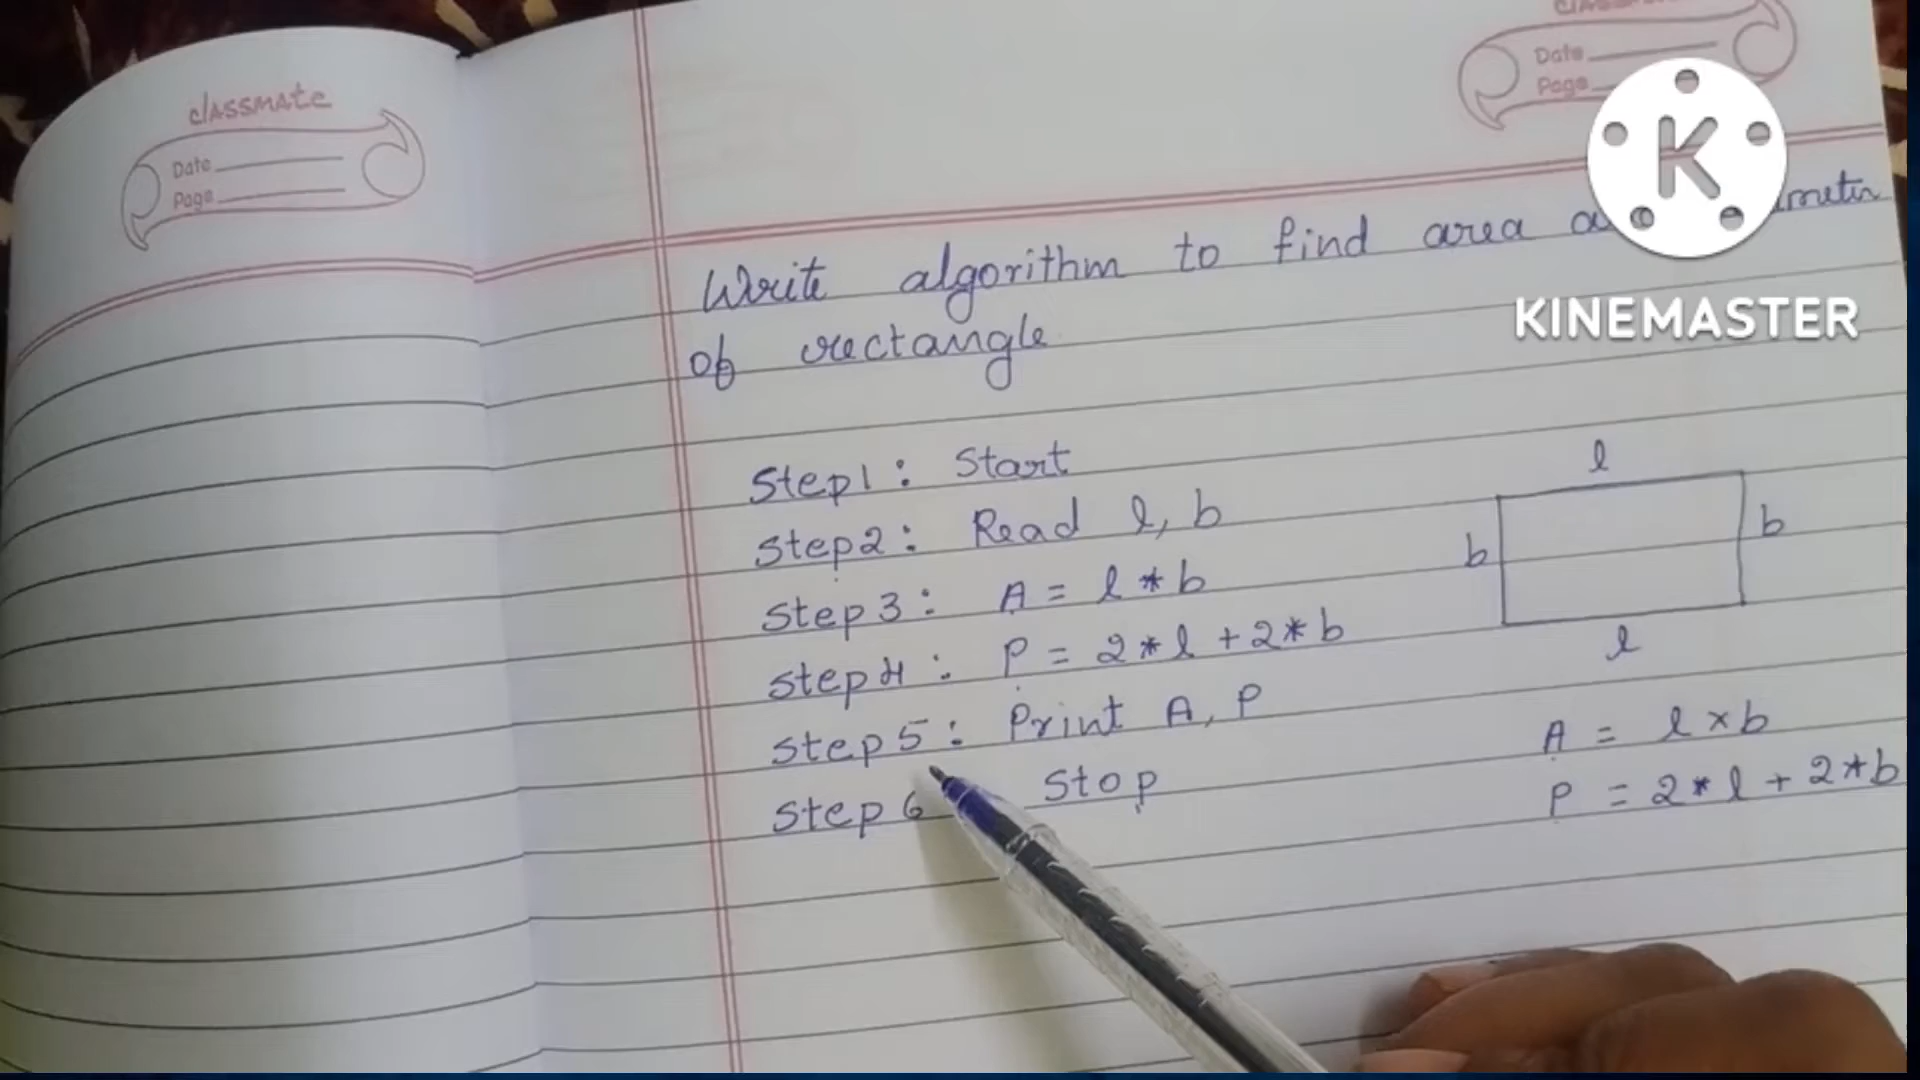 classmate
Date
Page
Date
Page
Write algorithm to find area
of rectangle
Step1: Start
Step2: Read l, b
Step3: A = l * b
Step4: P = 2*l + 2*b
Step5: Print A, P
Step6 Stop
l
b
b
l
A = l × b
P = 2*l + 2*b
K
KINEMASTER